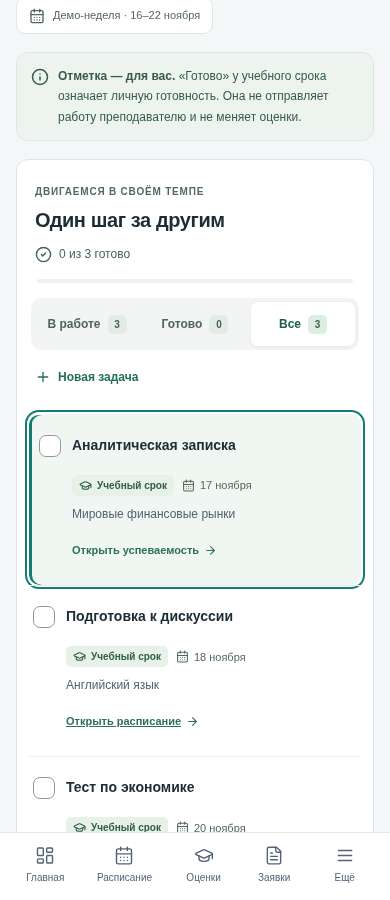 Демо-неделя · 16–22 ноября
Отметка — для вас. «Готово» у учебного срока
означает личную готовность. Она не отправляет
работу преподавателю и не меняет оценки.
ДВИГАЕМСЯ В СВОЁМ ТЕМПЕ
Один шаг за другим
0 из 3 готово
В работе 3 Готово 0 Все 3
Новая задача
Аналитическая записка
Учебный срок 17 ноября
Мировые финансовые рынки
Открыть успеваемость →
Подготовка к дискуссии
Учебный срок 18 ноября
Английский язык
Открыть расписание →
Тест по экономике
Учебный срок 20 ноября
Главная Расписание Оценки Заявки Ещё